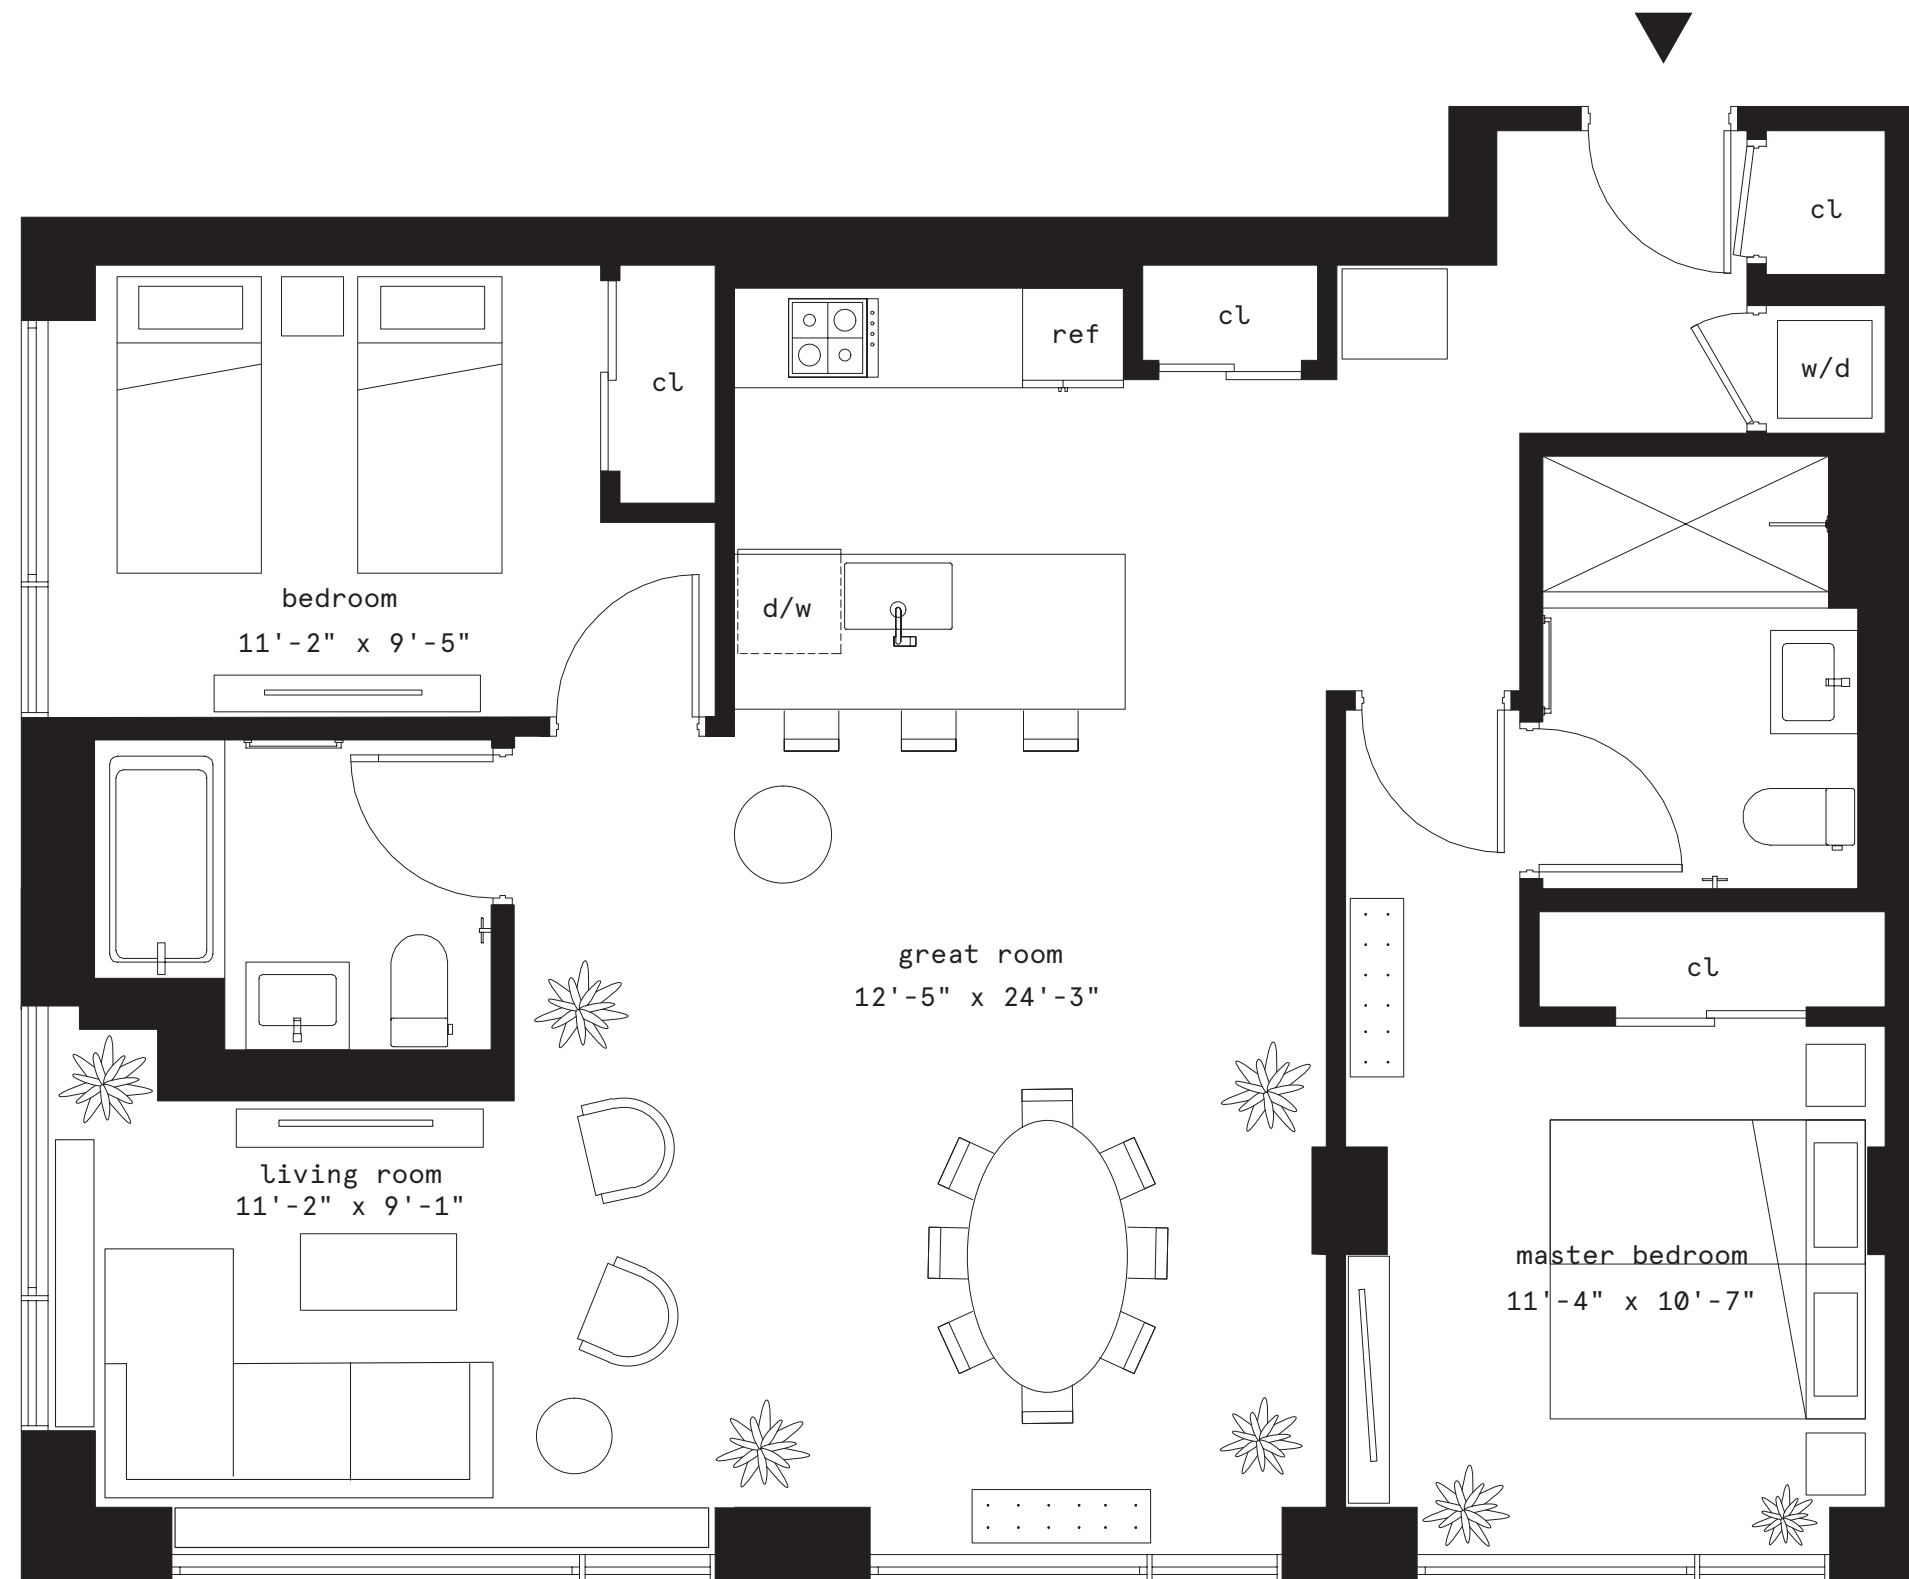 cl
cl
ref
w/d
cl
bedroom
11'-2" x 9'-5"
d/w
great room
12'-5" x 24'-3"
cl
living room
11'-2" x 9'-1"
master bedroom
11'-4" x 10'-7"